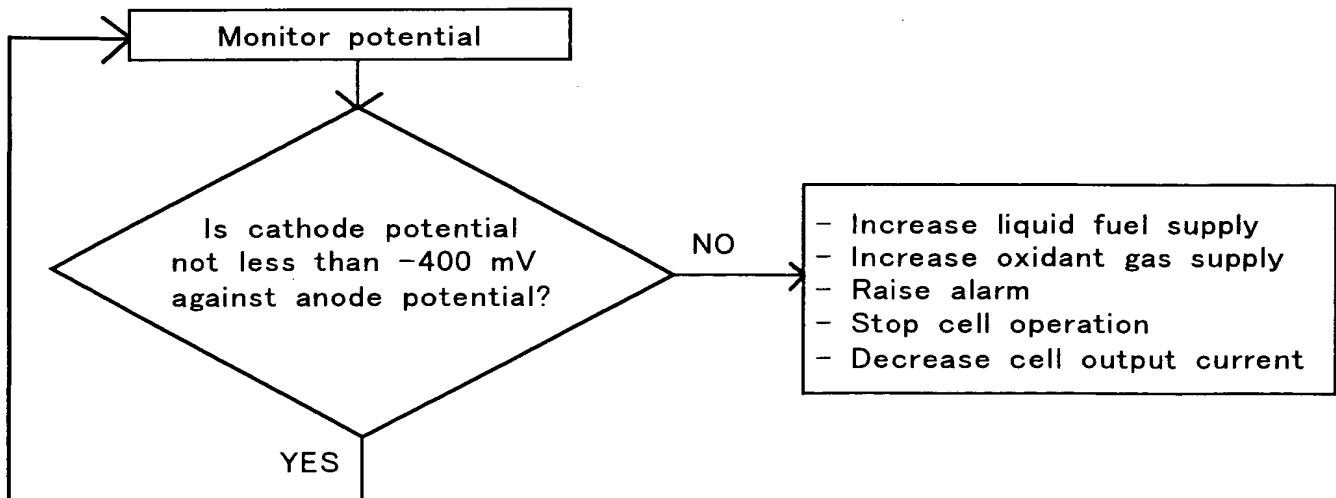 Monitor potential
Is cathode potential
not less than −400 mV
against anode potential?
NO
− Increase liquid fuel supply
− Increase oxidant gas supply
− Raise alarm
− Stop cell operation
− Decrease cell output current
YES